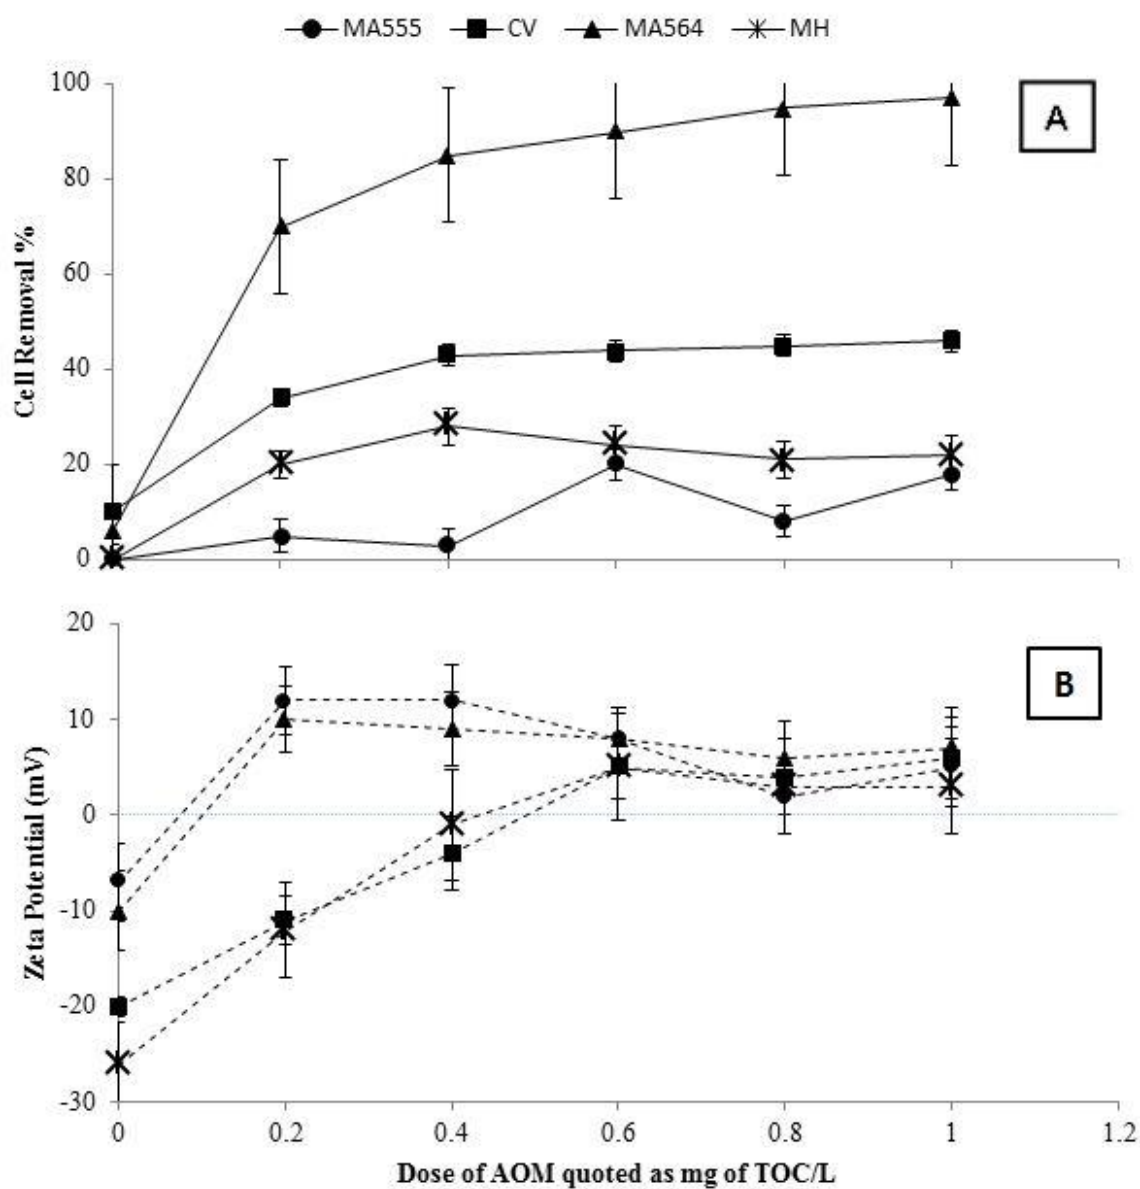 MA555 CV MA564 MH
A
Cell Removal %
100
80
60
40
20
0
B
Zeta Potential (mV)
20
10
0
-10
-20
-30
0 0.2 0.4 0.6 0.8 1 1.2
Dose of AOM quoted as mg of TOC/L